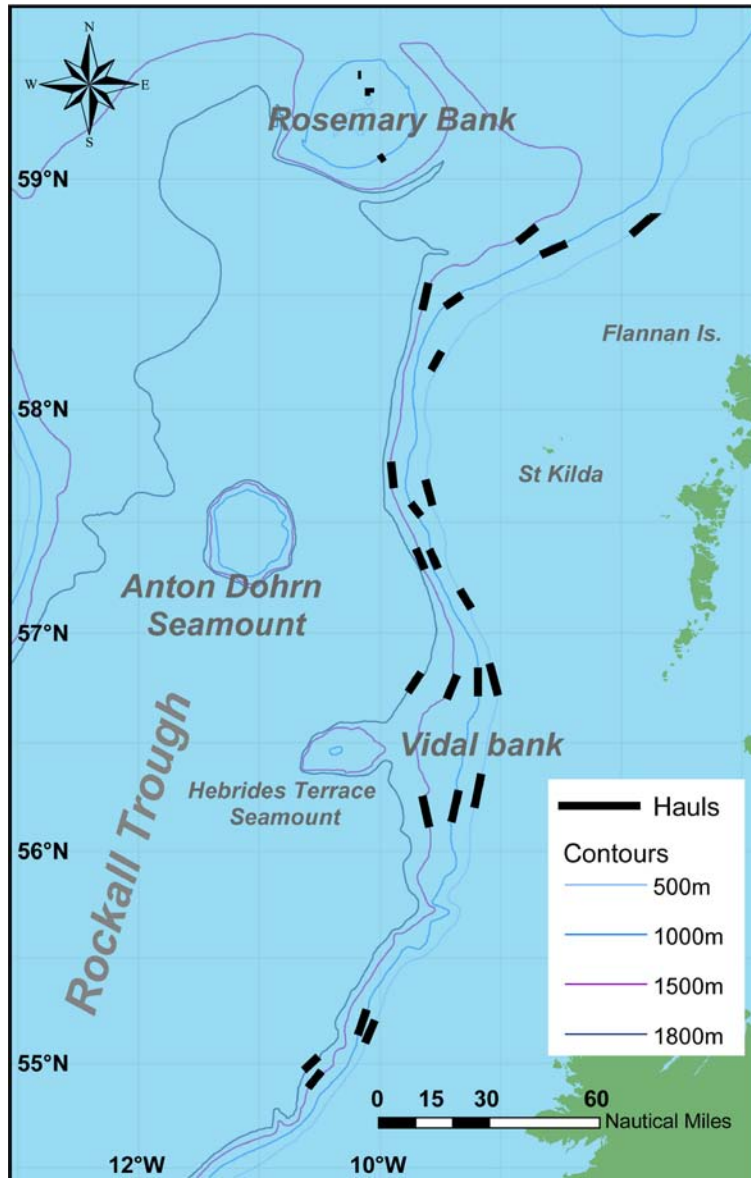 N
W E
S
Rosemary Bank
59°N
Flannan Is.
58°N
St Kilda
Anton Dohrn
Seamount
57°N
Rockall Trough
Vidal bank
Hebrides Terrace
Seamount
56°N
Hauls
Contours
500m
1000m
1500m
1800m
55°N
0 15 30 60
Nautical Miles
12°W 10°W